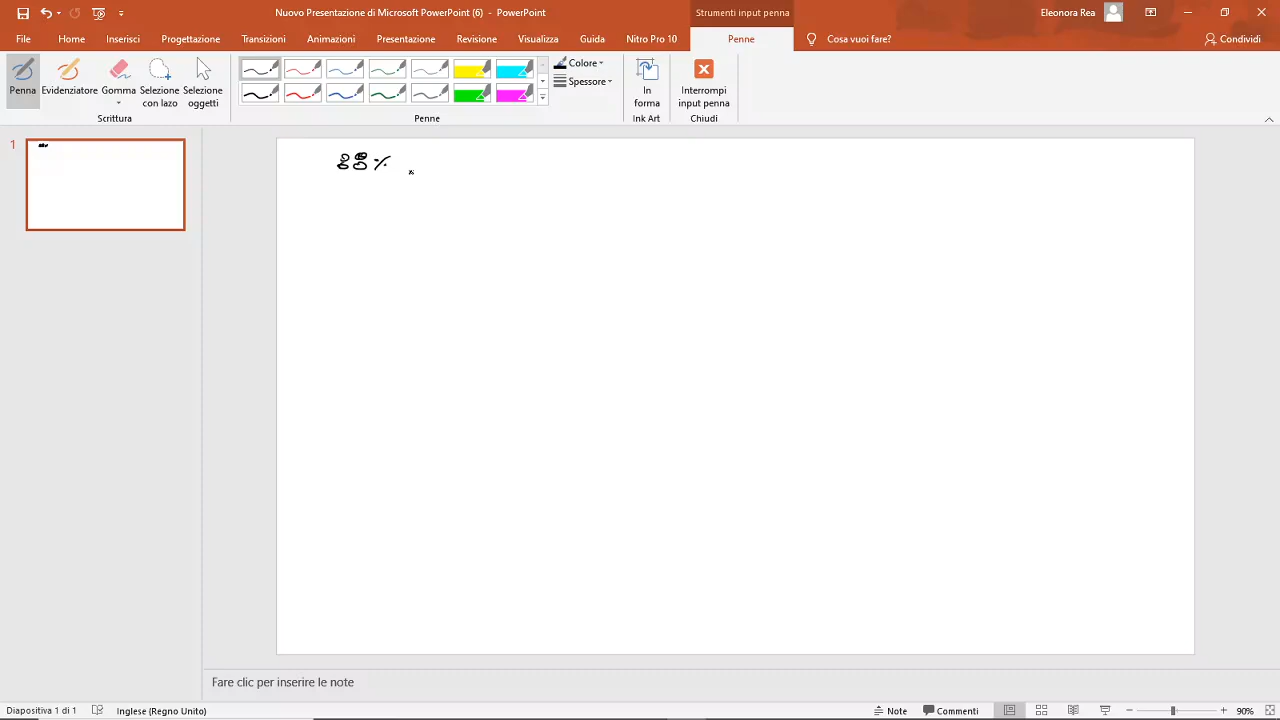 Nuovo Presentazione di Microsoft PowerPoint (6) - PowerPoint
Strumenti input penna
Eleonora Rea
File Home Inserisci Progettazione Transizioni Animazioni Presentazione Revisione Visualizza Guida Nitro Pro 10 Penne Cosa vuoi fare? Condividi
Penna
Evidenziatore
Gomma
Selezione con lazo
Selezione oggetti
Scrittura
Penne
Colore
Spessore
In forma
Ink Art
Interrompi input penna
Chiudi
1
88%
Fare clic per inserire le note
Diapositiva 1 di 1 Inglese (Regno Unito) Note Commenti 90%